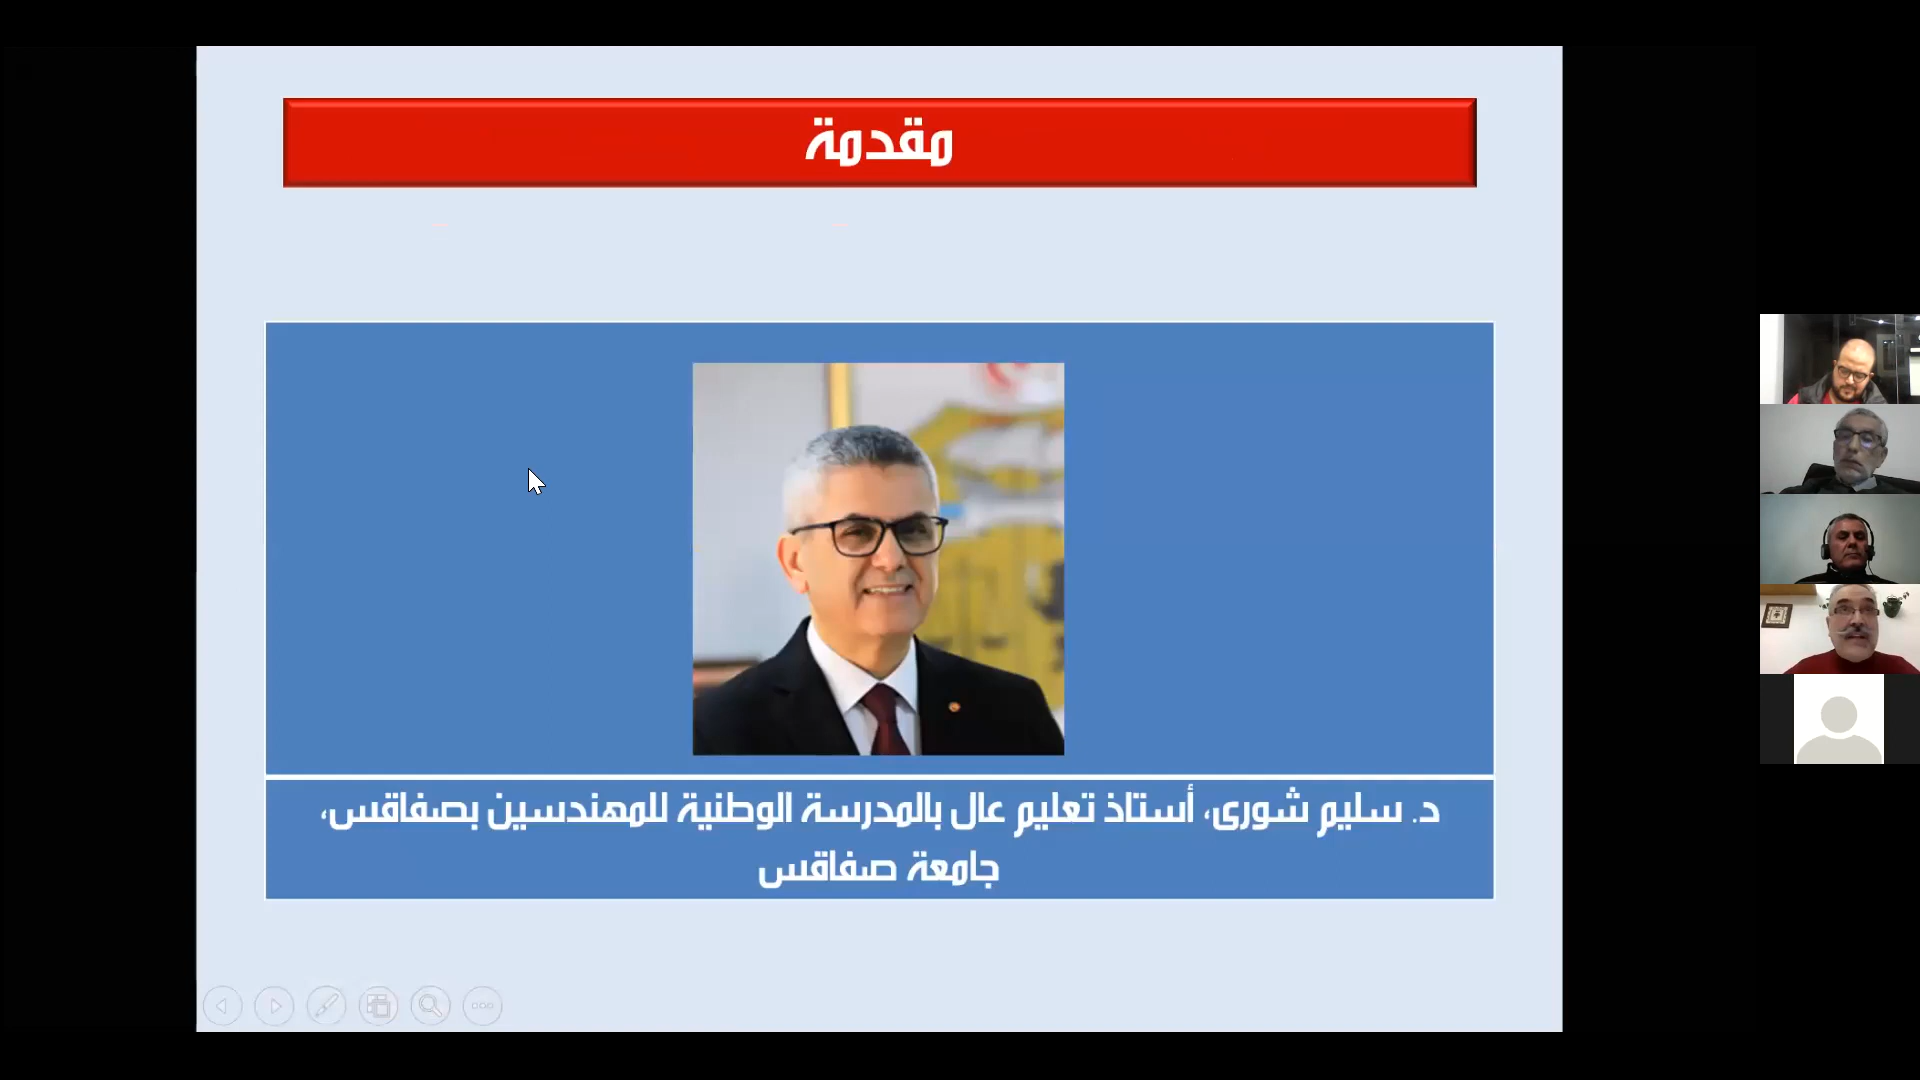 مقدمة
د. سليم شورى، أستاذ تعليم عال بالمدرسة الوطنية للمهندسين بصفاقس،
جامعة صفاقس